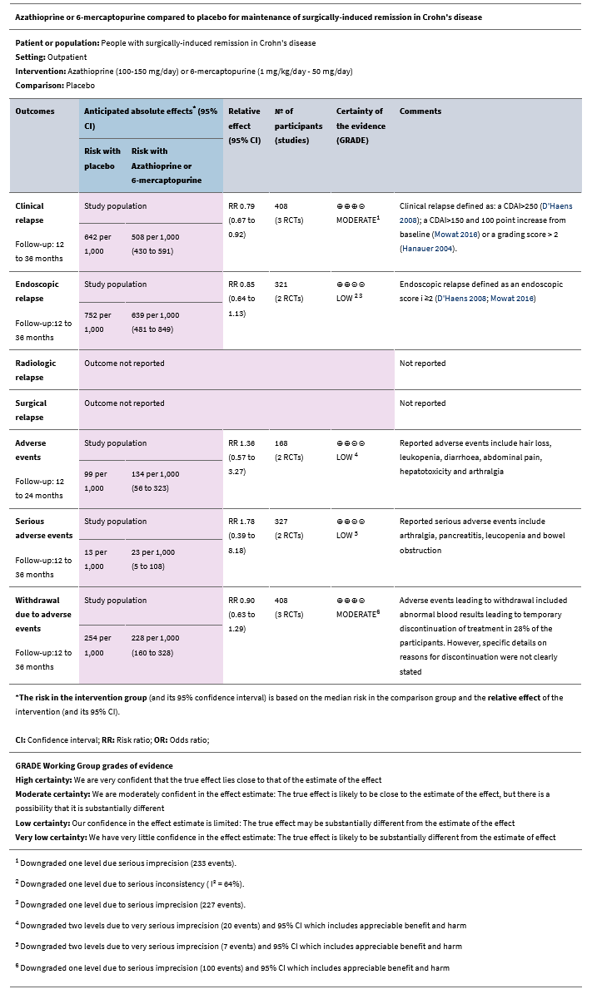 Azathioprine or 6-mercaptopurine compared to placebo for maintenance of surgically-induced remission in Crohn's disease
Patient or population: People with surgically-induced remission in Crohn's disease
Setting: Outpatient
Intervention: Azathioprine (100-150 mg/day) or 6-mercaptopurine (1 mg/kg/day - 50 mg/day)
Comparison: Placebo
Outcomes
Anticipated absolute effects* (95%
CI)
Relative
effect
(95% CI)
№ of
participants
(studies)
Certainty of
the evidence
(GRADE)
Comments
Risk with
placebo
Risk with
Azathioprine or
6-mercaptopurine
Clinical
relapse
Follow-up: 12
to 36 months
Study population
642 per
1,000
508 per 1,000
(430 to 591)
RR 0.79
(0.67 to
0.92)
408
(3 RCTs)
⊕⊕⊕⊝
MODERATE1
Clinical relapse defined as: a CDAI>250 (D'Haens
2008); a CDAI>150 and 100 point increase from
baseline (Mowat 2016) or a grading score > 2
(Hanauer 2004).
Endoscopic
relapse
Follow-up:12 to
36 months
Study population
752 per
1,000
639 per 1,000
(481 to 849)
RR 0.85
(0.64 to
1.13)
321
(2 RCTs)
⊕⊕⊝⊝
LOW 2 3
Endoscopic relapse defined as an endoscopic
score i ≥2 (D'Haens 2008; Mowat 2016)
Radiologic
relapse
Outcome not reported
Not reported
Surgical
relapse
Outcome not reported
Not reported
Adverse
events
Follow-up: 12
to 24 months
Study population
99 per
1,000
134 per 1,000
(56 to 323)
RR 1.36
(0.57 to
3.27)
168
(2 RCTs)
⊕⊕⊝⊝
LOW 4
Reported adverse events include hair loss,
leukopenia, diarrhoea, abdominal pain,
hepatotoxicity and arthralgia
Serious
adverse events
Follow-up:12 to
36 months
Study population
13 per
1,000
23 per 1,000
(5 to 108)
RR 1.78
(0.39 to
8.18)
327
(2 RCTs)
⊕⊕⊝⊝
LOW 5
Reported serious adverse events include
arthralgia, pancreatitis, leucopenia and bowel
obstruction
Withdrawal
due to adverse
events
Follow-up:12 to
36 months
Study population
254 per
1,000
228 per 1,000
(160 to 328)
RR 0.90
(0.63 to
1.29)
408
(3 RCTs)
⊕⊕⊕⊝
MODERATE6
Adverse events leading to withdrawal included
abnormal blood results leading to temporary
discontinuation of treatment in 28% of the
participants. However, specific details on
reasons for discontinuation were not clearly
stated
*The risk in the intervention group (and its 95% confidence interval) is based on the median risk in the comparison group and the relative effect of the
intervention (and its 95% CI).
CI: Confidence interval; RR: Risk ratio; OR: Odds ratio;
GRADE Working Group grades of evidence
High certainty: We are very confident that the true effect lies close to that of the estimate of the effect
Moderate certainty: We are moderately confident in the effect estimate: The true effect is likely to be close to the estimate of the effect, but there is a
possibility that it is substantially different
Low certainty: Our confidence in the effect estimate is limited: The true effect may be substantially different from the estimate of the effect
Very low certainty: We have very little confidence in the effect estimate: The true effect is likely to be substantially different from the estimate of effect
1 Downgraded one level due serious imprecision (233 events).
2 Downgraded one level due to serious inconsistency ( I² = 64%).
3 Downgraded one level due to serious imprecision (227 events).
4 Downgraded two levels due to very serious imprecision (20 events) and 95% CI which includes appreciable benefit and harm
5 Downgraded two levels due to very serious imprecision (7 events) and 95% CI which includes appreciable benefit and harm
6 Downgraded one level due to serious imprecision (100 events) and 95% CI which includes appreciable benefit and harm